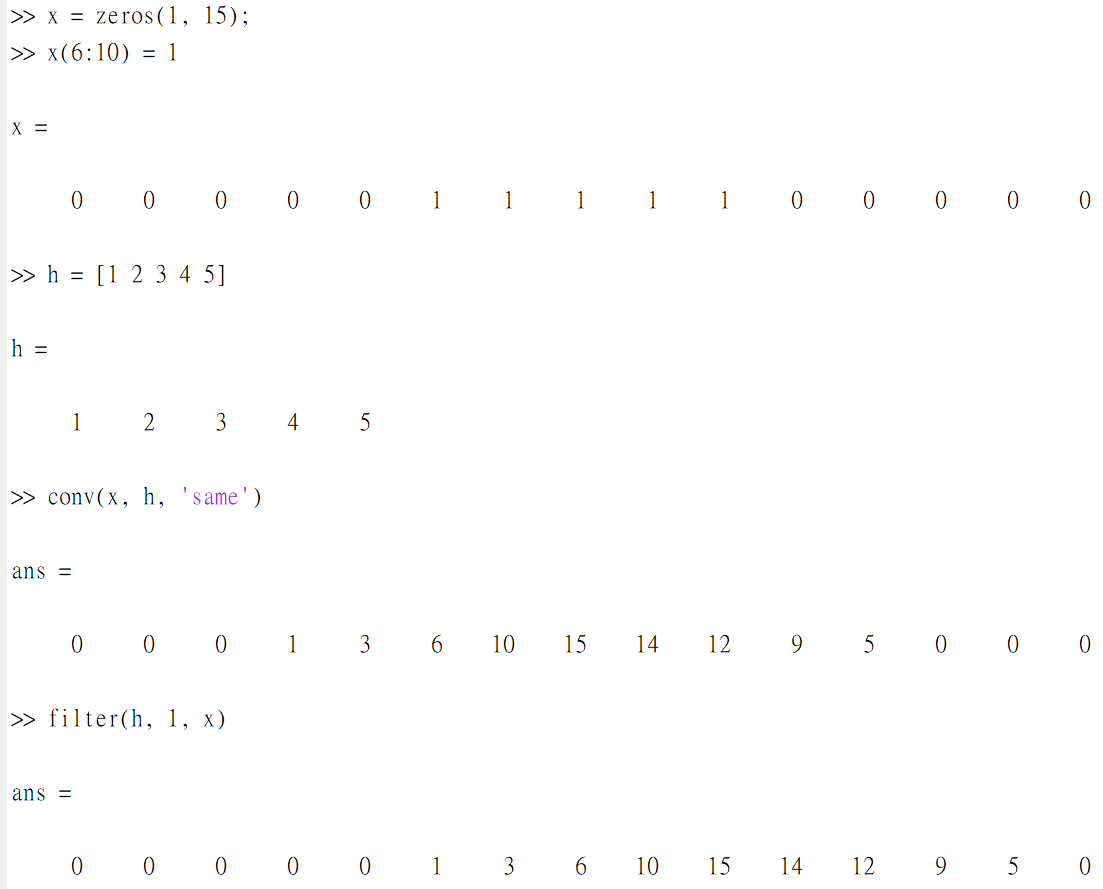 >> x = zeros(1, 15);
>> x(6:10) = 1
x =
0 0 0 0 0 1 1 1 1 1 0 0 0 0 0
>> h = [1 2 3 4 5]
h =
1 2 3 4 5
>> conv(x, h, 'same')
ans =
0 0 0 1 3 6 10 15 14 12 9 5 0 0 0
>> filter(h, 1, x)
ans =
0 0 0 0 0 1 3 6 10 15 14 12 9 5 0